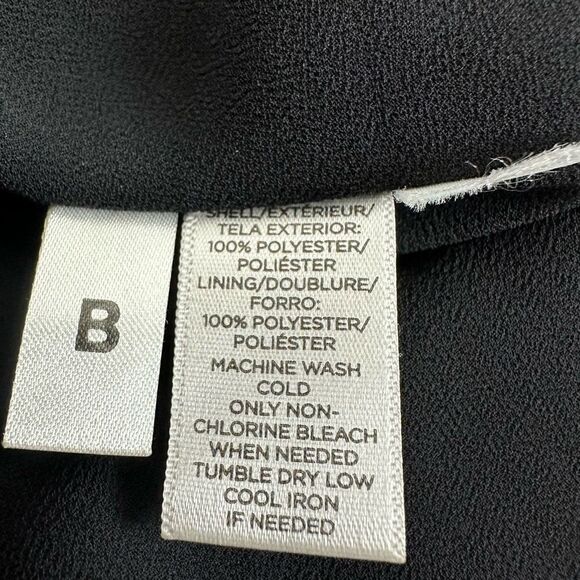 B
SHELL/EXTÉRIEUR/
TELA EXTERIOR:
100% POLYESTER/
POLIÉSTER
LINING/DOUBLURE/
FORRO:
100% POLYESTER/
POLIÉSTER
MACHINE WASH
COLD
ONLY NON-
CHLORINE BLEACH
WHEN NEEDED
TUMBLE DRY LOW
COOL IRON
IF NEEDED